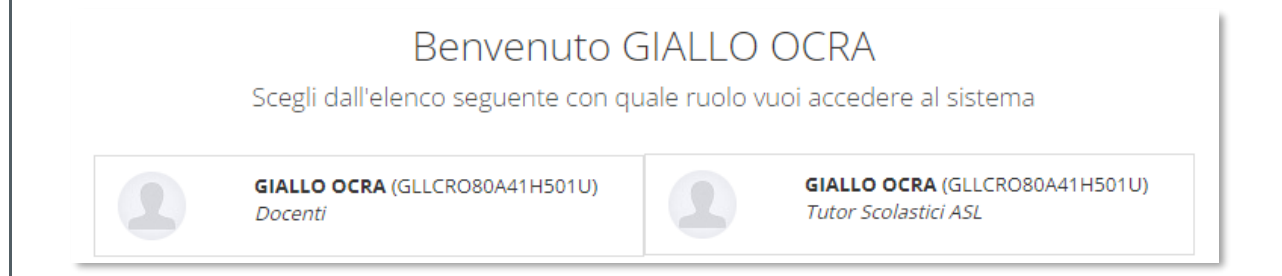 Benvenuto GIALLO OCRA
Scegli dall'elenco seguente con quale ruolo vuoi accedere al sistema
GIALLO OCRA (GLLCRO80A41H501U)
Docenti
GIALLO OCRA (GLLCRO80A41H501U)
Tutor Scolastici ASL